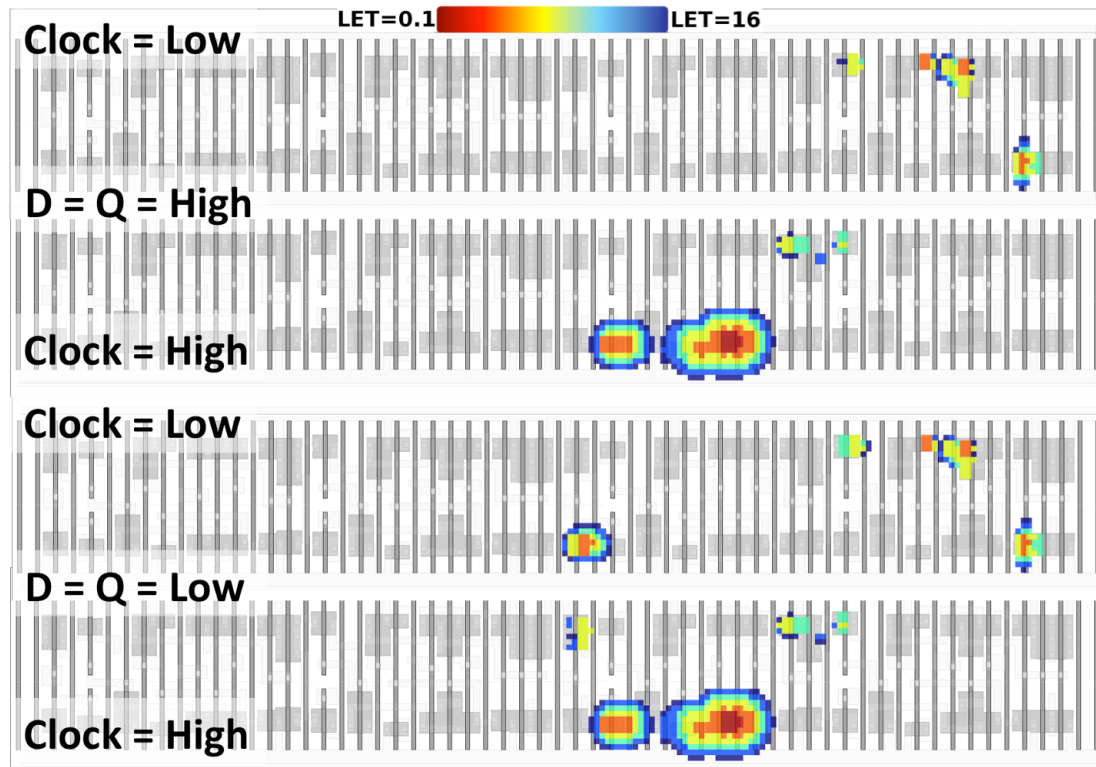 LET=0.1 LET=16
Clock = Low
D = Q = High
Clock = High
Clock = Low
D = Q = Low
Clock = High